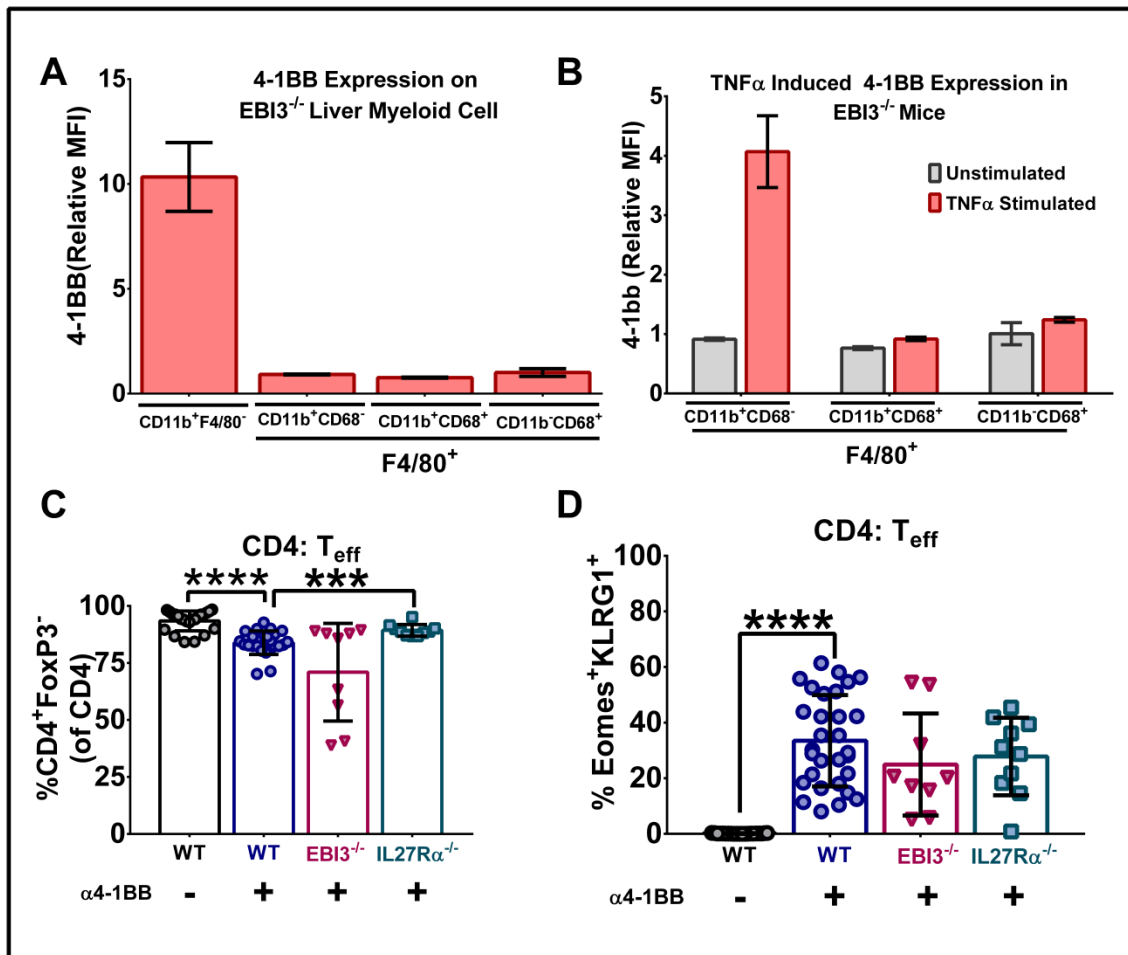 A
4-1BB Expression on
EBI3-/- Liver Myeloid Cell
4-1BB(Relative MFI)
15
10
5
0
CD11b+F4/80-
CD11b+CD68-
CD11b+CD68+
CD11b-CD68+
F4/80+
B
TNFα Induced 4-1BB Expression in
EBI3-/- Mice
4-1bb (Relative MFI)
5
4
3
2
1
0
Unstimulated
TNFα Stimulated
CD11b+CD68-
CD11b+CD68+
CD11b-CD68+
F4/80+
C
CD4: Teff
****
***
%CD4+FoxP3-
(of CD4)
100
75
50
25
0
WT
WT
EBI3-/-
IL27Rα-/-
α4-1BB
-
+
+
+
D
CD4: Teff
****
% Eomes+KLRG1+
100
80
60
40
20
0
WT
WT
EBI3-/-
IL27Rα-/-
α4-1BB
-
+
+
+